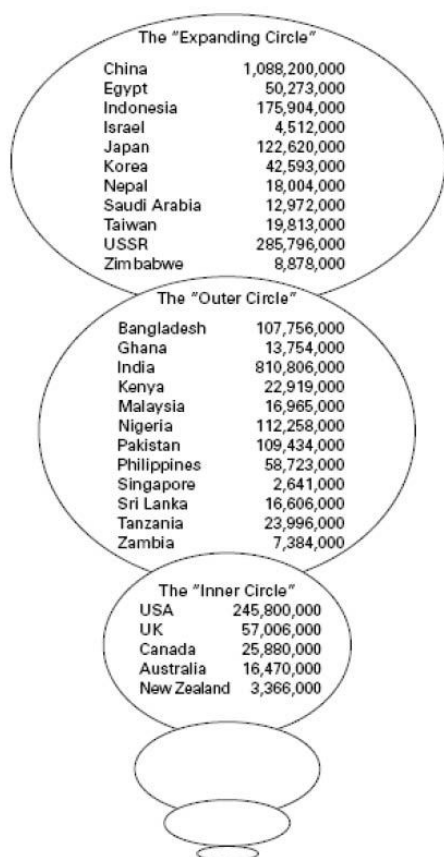 The "Expanding Circle"
China 1,088,200,000
Egypt 50,273,000
Indonesia 175,904,000
Israel 4,512,000
Japan 122,620,000
Korea 42,593,000
Nepal 18,004,000
Saudi Arabia 12,972,000
Taiwan 19,813,000
USSR 285,796,000
Zimbabwe 8,878,000
The "Outer Circle"
Bangladesh 107,756,000
Ghana 13,754,000
India 810,806,000
Kenya 22,919,000
Malaysia 16,965,000
Nigeria 112,258,000
Pakistan 109,434,000
Philippines 58,723,000
Singapore 2,641,000
Sri Lanka 16,606,000
Tanzania 23,996,000
Zambia 7,384,000
The "Inner Circle"
USA 245,800,000
UK 57,006,000
Canada 25,880,000
Australia 16,470,000
New Zealand 3,366,000